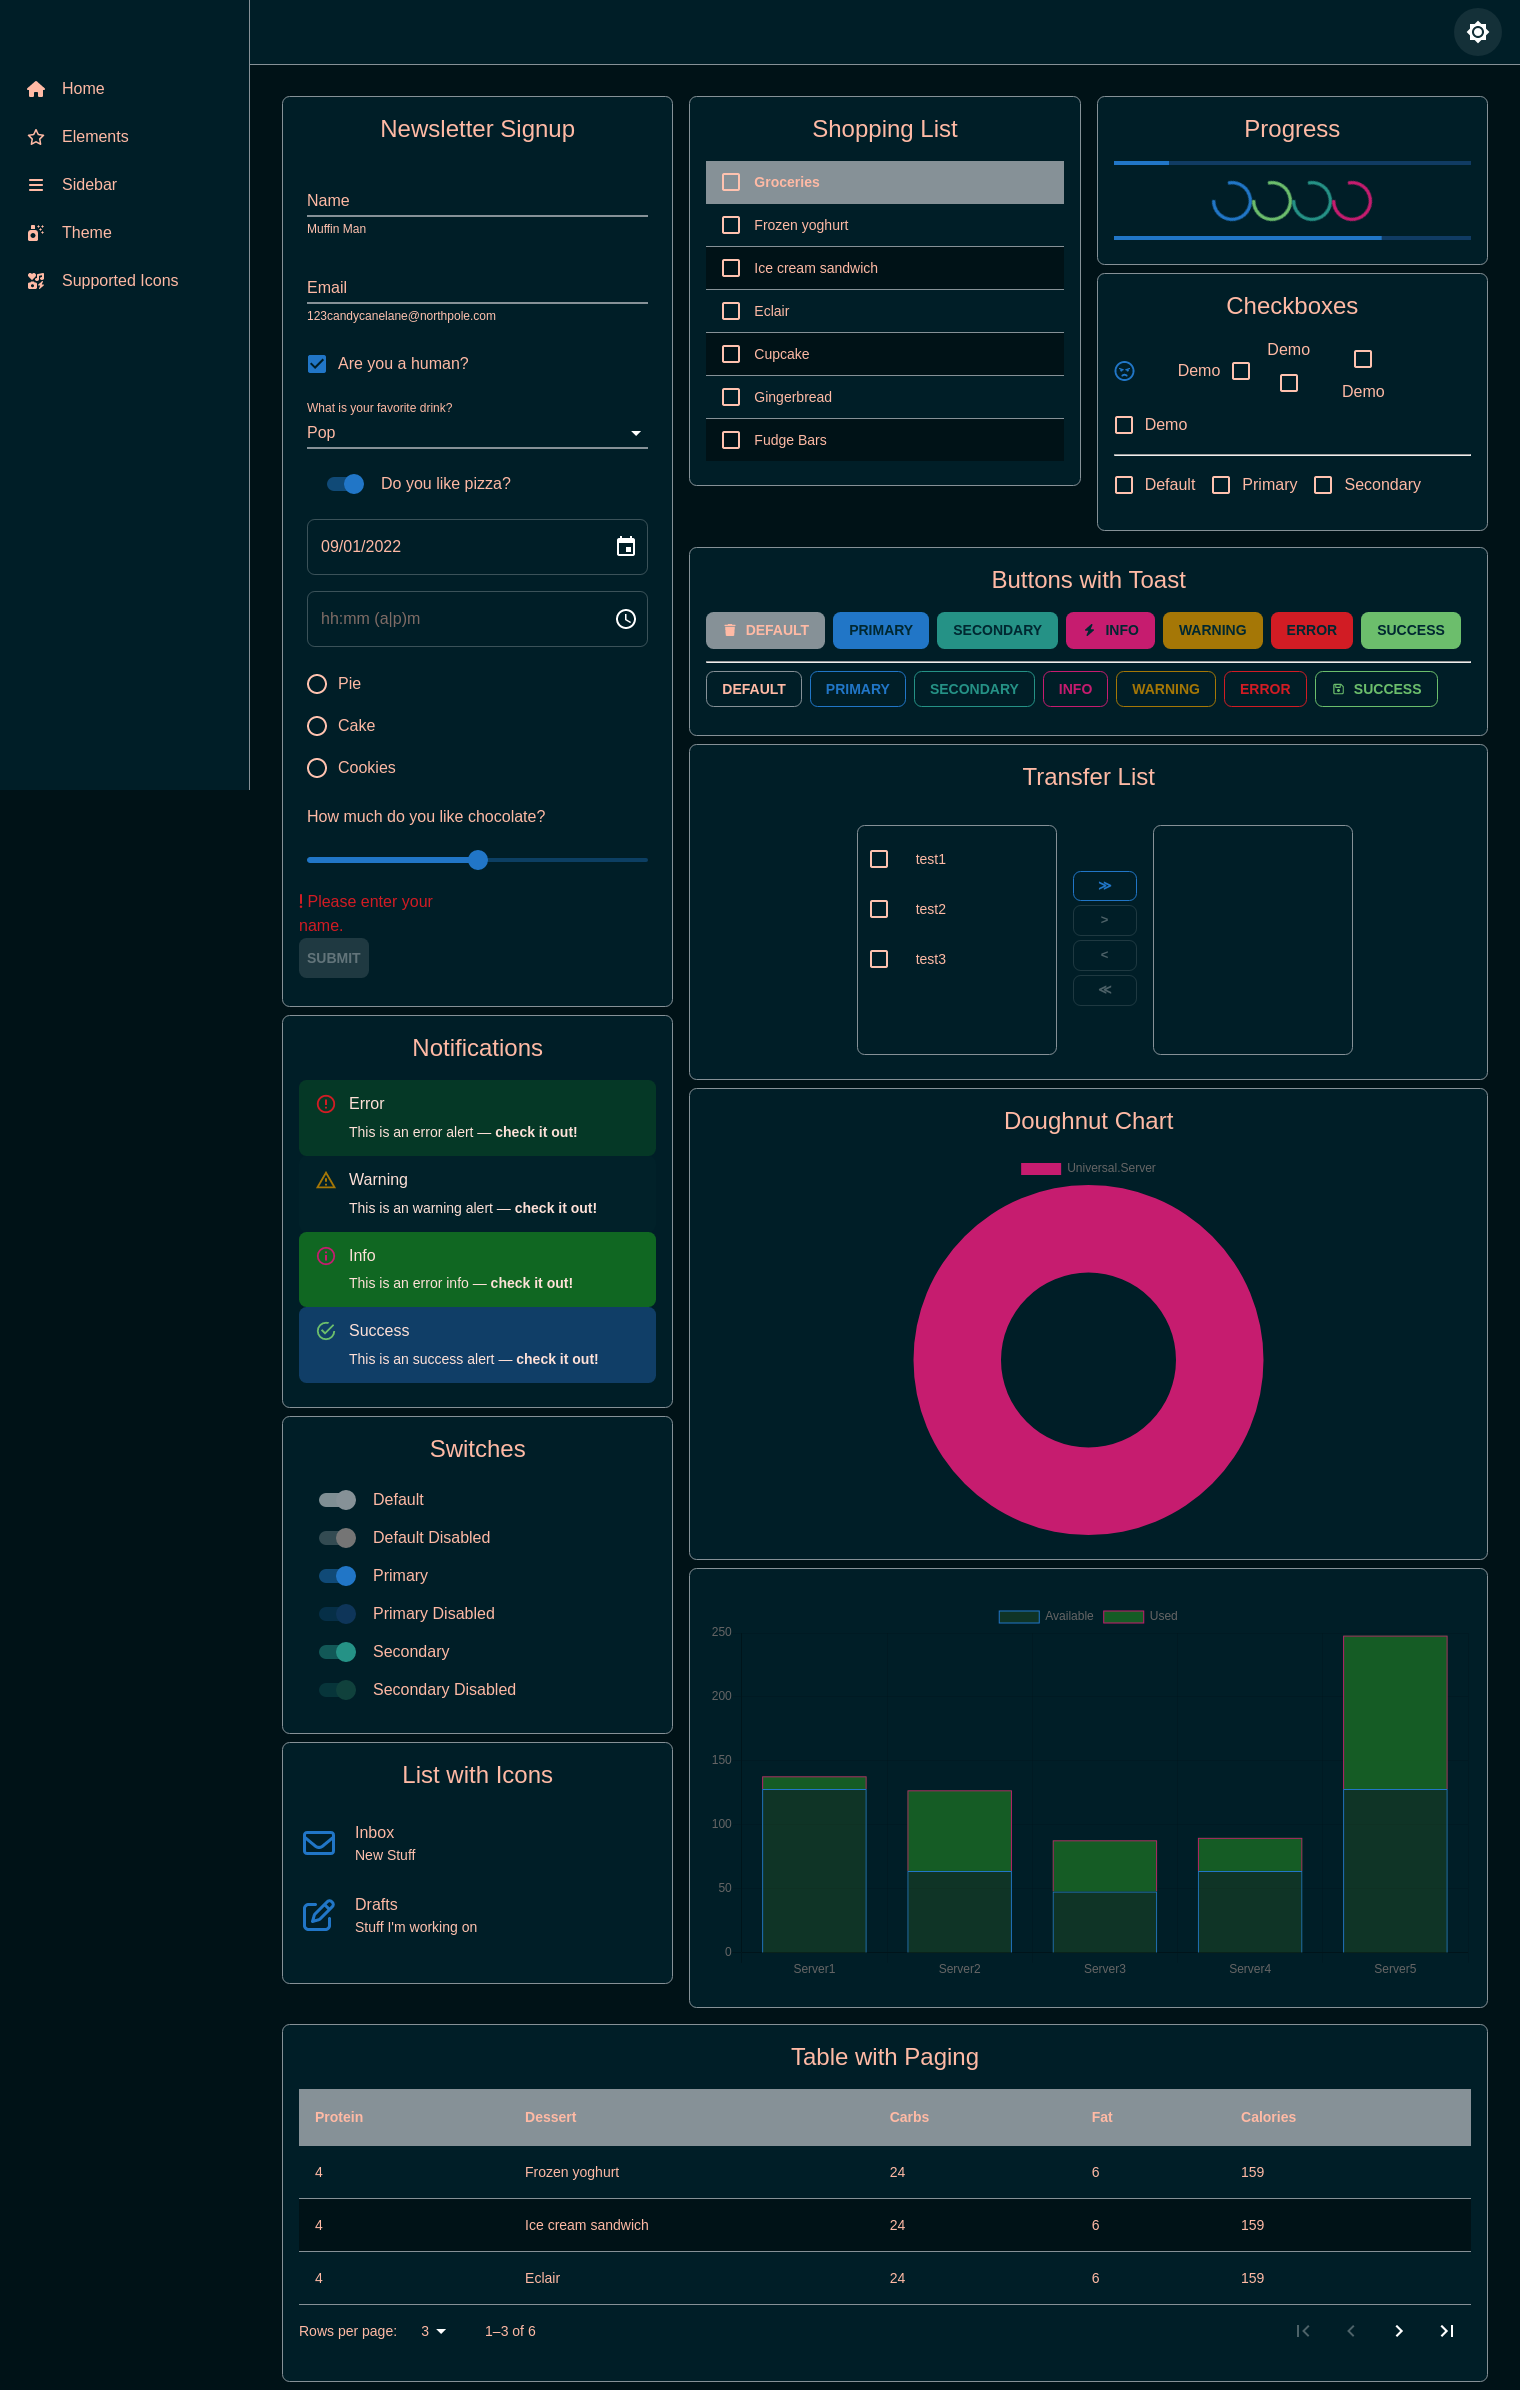 Home
Elements
Sidebar
Theme
Supported Icons
Newsletter Signup
Name
Muffin Man
Email
123candycanelane@northpole.com
Are you a human?
What is your favorite drink?
Pop
Do you like pizza?
09/01/2022
hh:mm (a|p)m
Pie
Cake
Cookies
How much do you like chocolate?
! Please enter your
name.
SUBMIT
Notifications
Error
This is an error alert — check it out!
Warning
This is an warning alert — check it out!
Info
This is an error info — check it out!
Success
This is an success alert — check it out!
Switches
Default
Default Disabled
Primary
Primary Disabled
Secondary
Secondary Disabled
List with Icons
Inbox
New Stuff
Drafts
Stuff I'm working on
Shopping List
Groceries
Frozen yoghurt
Ice cream sandwich
Eclair
Cupcake
Gingerbread
Fudge Bars
Progress
Checkboxes
Demo
Demo
Demo
Demo
Default Primary Secondary
Buttons with Toast
DEFAULT PRIMARY SECONDARY INFO WARNING ERROR SUCCESS
DEFAULT PRIMARY SECONDARY INFO WARNING ERROR SUCCESS
Transfer List
test1
test2
test3
≫
>
<
≪
Doughnut Chart
Universal.Server
Available Used
250
200
150
100
50
0
Server1 Server2 Server3 Server4 Server5
Table with Paging
Protein Dessert Carbs Fat Calories
4 Frozen yoghurt 24 6 159
4 Ice cream sandwich 24 6 159
4 Eclair 24 6 159
Rows per page: 3 1–3 of 6